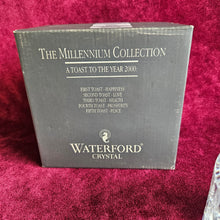 THE MILLENNIUM COLLECTION
A TOAST TO THE YEAR 2000
FIRST TOAST - HAPPINESS
SECOND TOAST - LOVE
THIRD TOAST - HEALTH
FOURTH TOAST - PROSPERITY
FIFTH TOAST - PEACE
WATERFORD
CRYSTAL